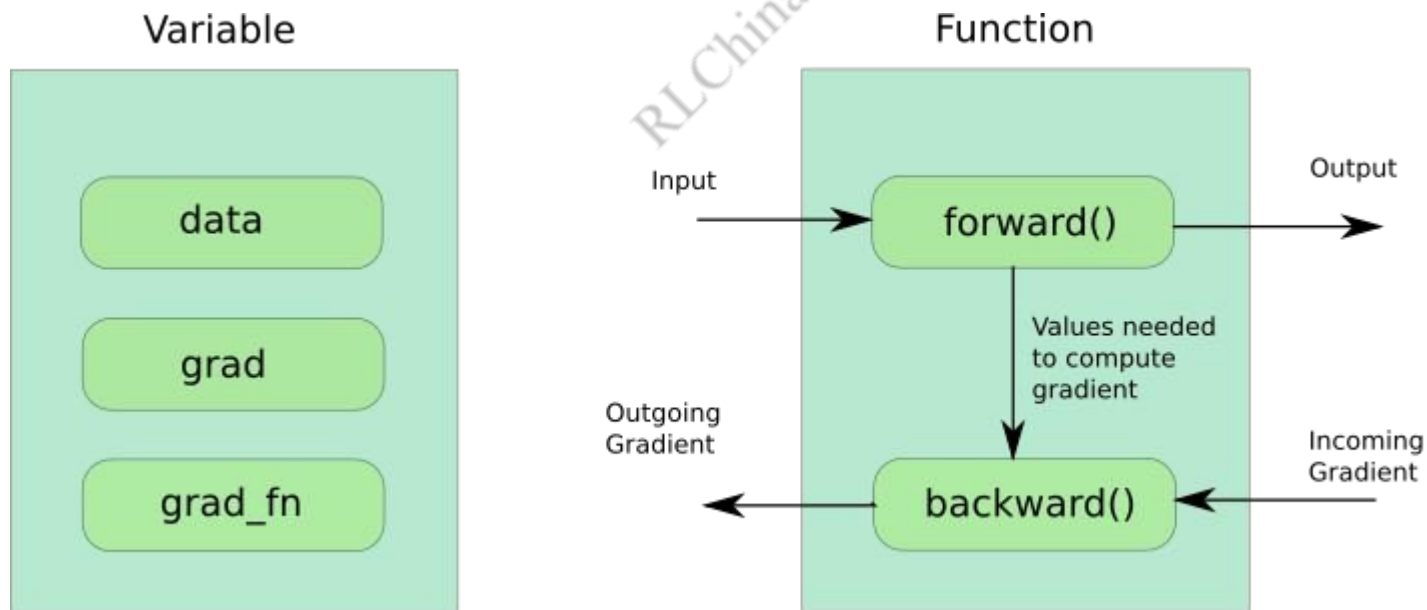 Variable
data
grad
grad_fn
RLChina
Function
Input
forward()
Output
Values needed
to compute
gradient
Outgoing
Gradient
backward()
Incoming
Gradient